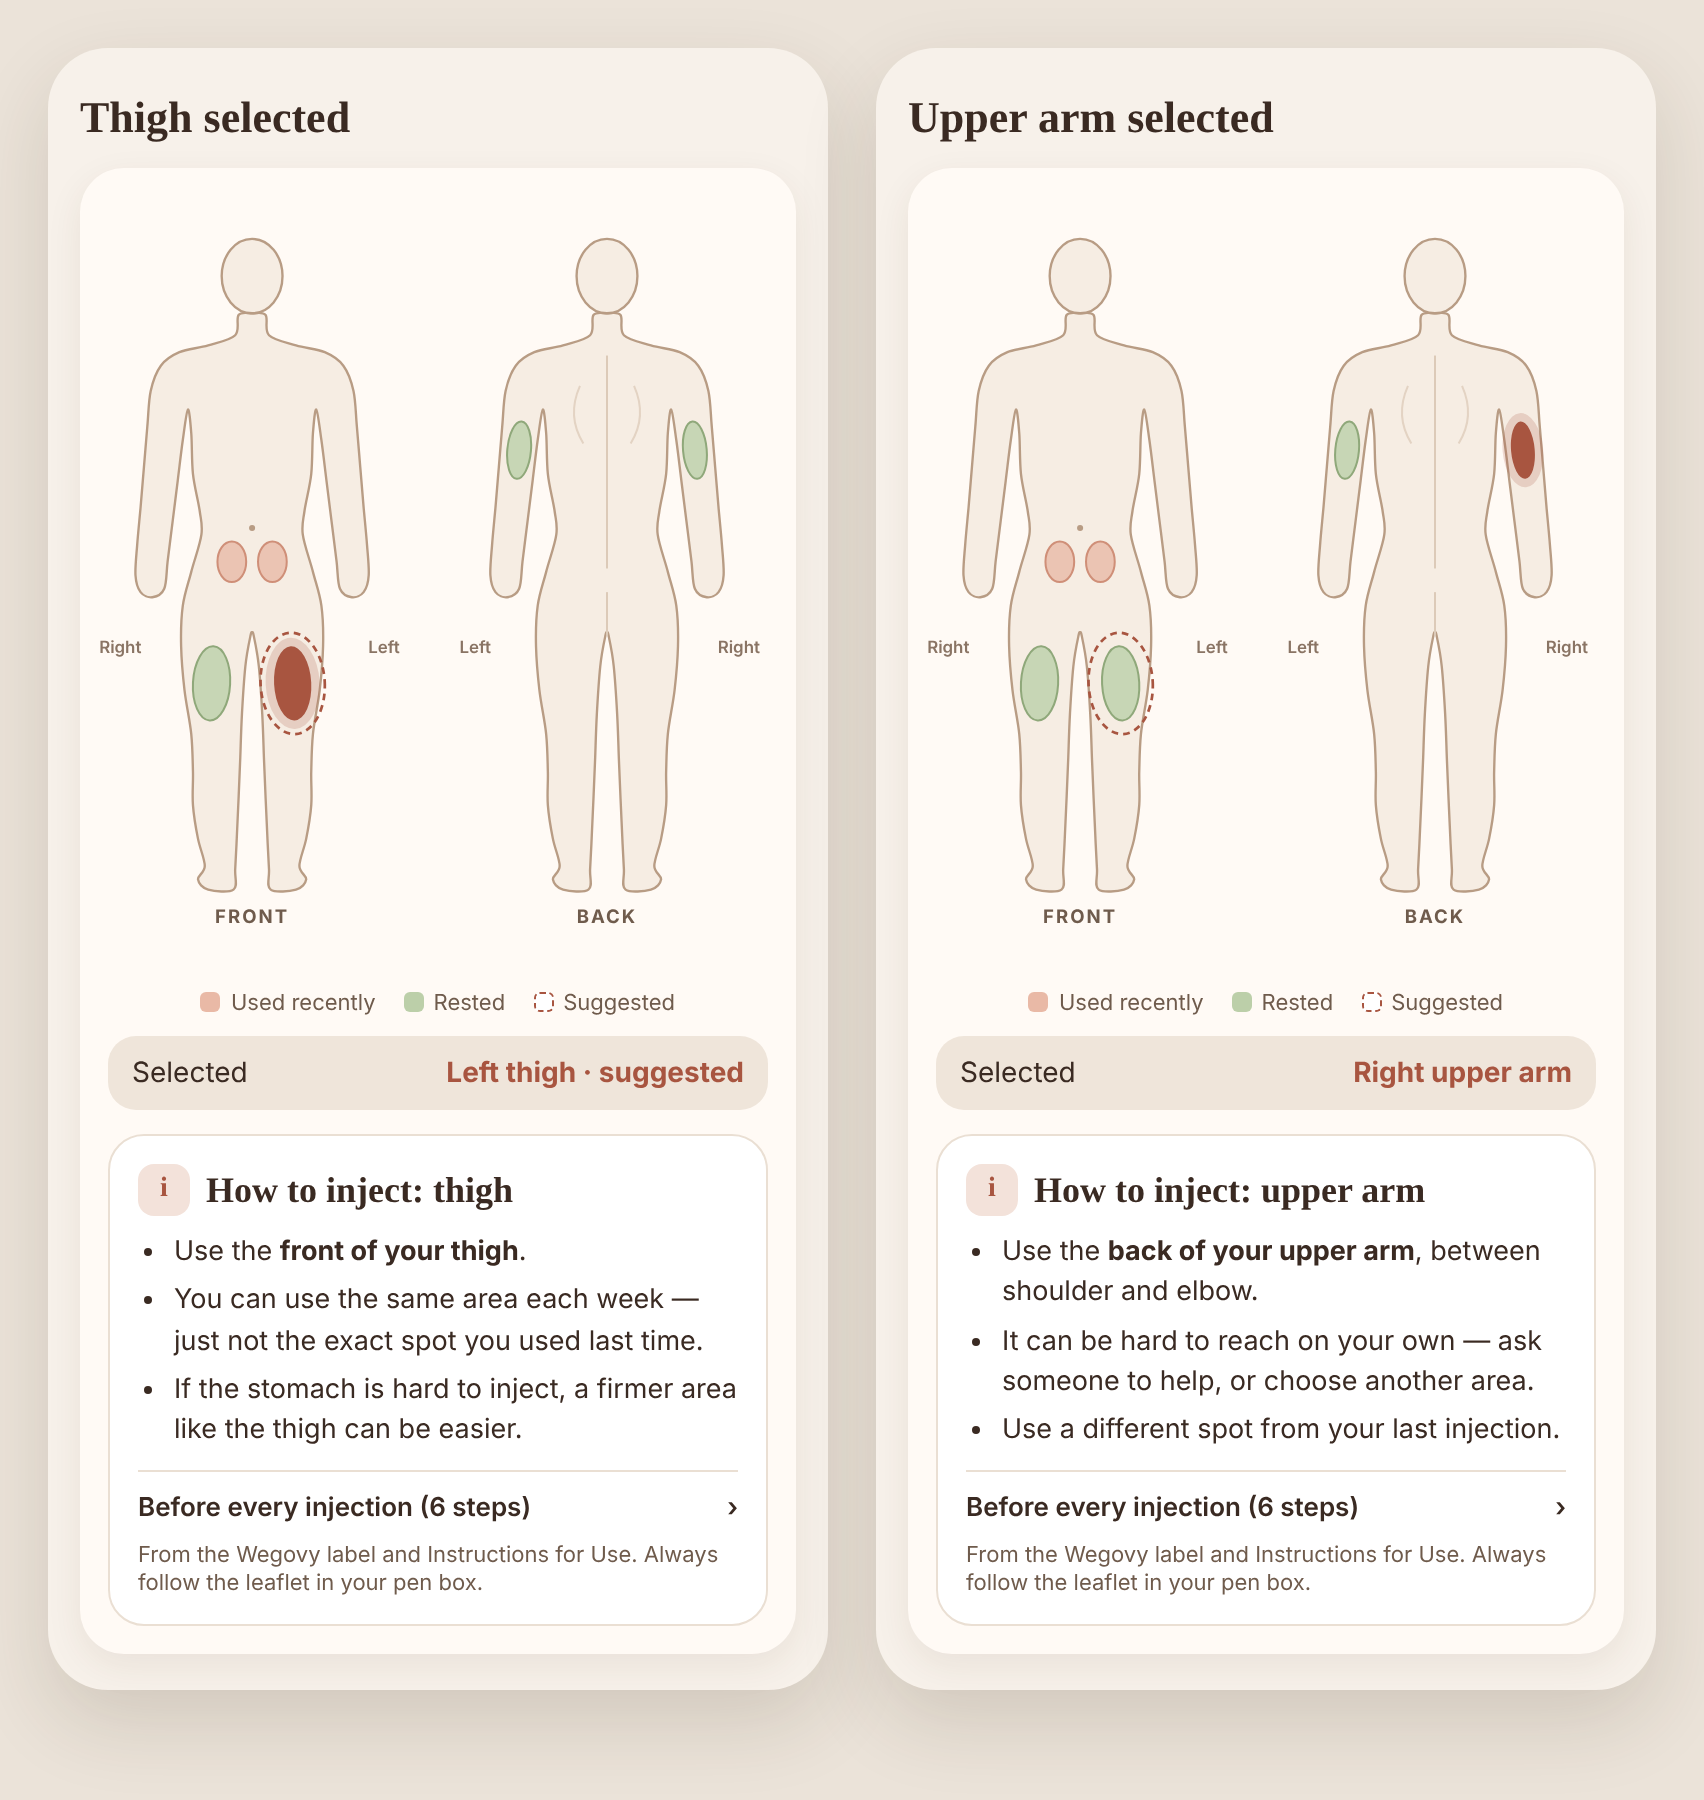 Thigh selected
Right
Left
Left
Right
FRONT
BACK
Used recently
Rested
Suggested
Selected
Left thigh · suggested
i
How to inject: thigh
• Use the front of your thigh.
• You can use the same area each week —
just not the exact spot you used last time.
• If the stomach is hard to inject, a firmer area
like the thigh can be easier.
Before every injection (6 steps) ›
From the Wegovy label and Instructions for Use. Always
follow the leaflet in your pen box.
Upper arm selected
Right
Left
Left
Right
FRONT
BACK
Used recently
Rested
Suggested
Selected
Right upper arm
i
How to inject: upper arm
• Use the back of your upper arm, between
shoulder and elbow.
• It can be hard to reach on your own — ask
someone to help, or choose another area.
• Use a different spot from your last injection.
Before every injection (6 steps) ›
From the Wegovy label and Instructions for Use. Always
follow the leaflet in your pen box.